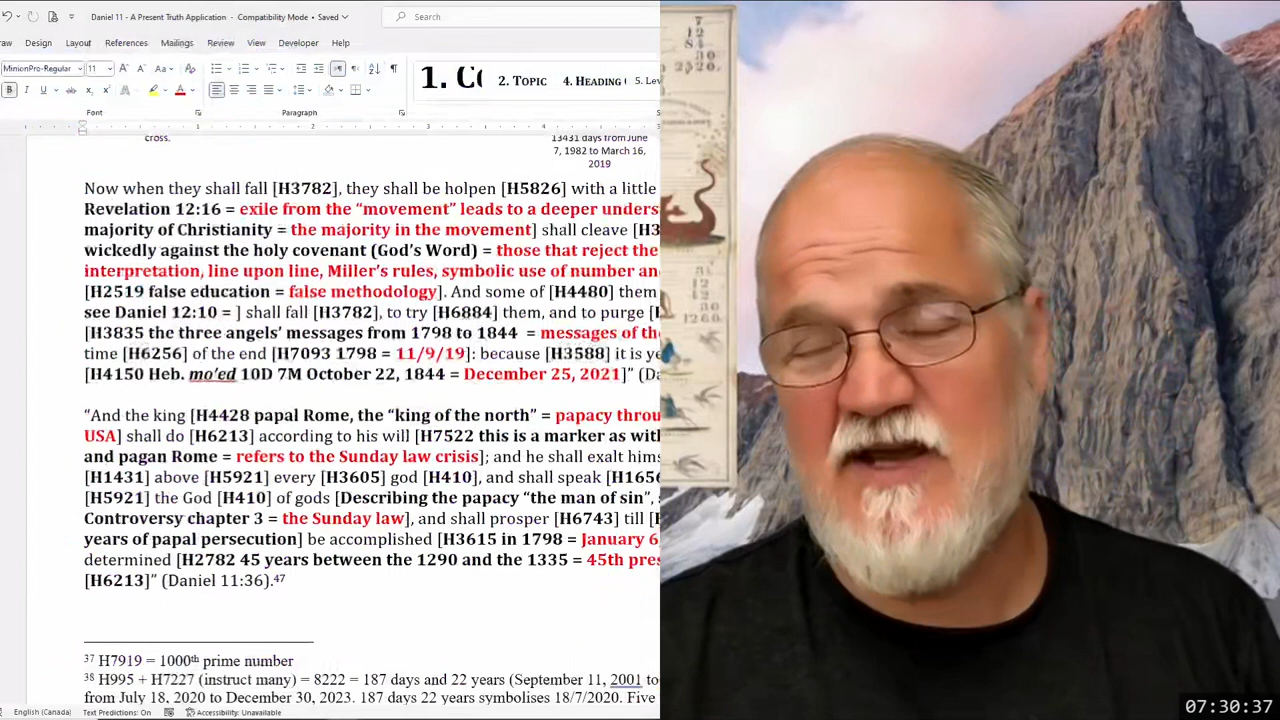 Daniel 11 - A Present Truth Application - Compatibility Mode • Saved
Search
aw Design Layout References Mailings Review View Developer Help
MinionPro-Regular 11
1. C 2. Topic 4. Heading 5. Lev
Font Paragraph
cross.
13431 days from June
7, 1982 to March 16,
2019
Now when they shall fall [H3782], they shall be holpen [H5826] with a little
Revelation 12:16 = exile from the “movement” leads to a deeper unders
majority of Christianity = the majority in the movement] shall cleave [H3
wickedly against the holy covenant (God’s Word) = those that reject the
interpretation, line upon line, Miller’s rules, symbolic use of number an
[H2519 false education = false methodology]. And some of [H4480] them
see Daniel 12:10 = ] shall fall [H3782], to try [H6884] them, and to purge [
[H3835 the three angels’ messages from 1798 to 1844 = messages of the
time [H6256] of the end [H7093 1798 = 11/9/19]: because [H3588] it is ye
[H4150 Heb. mo’ed 10D 7M October 22, 1844 = December 25, 2021]” (Da
“And the king [H4428 papal Rome, the “king of the north” = papacy throu
USA] shall do [H6213] according to his will [H7522 this is a marker as wit
and pagan Rome = refers to the Sunday law crisis]; and he shall exalt hims
[H1431] above [H5921] every [H3605] god [H410], and shall speak [H1696
[H5921] the God [H410] of gods [Describing the papacy “the man of sin”, s
Controversy chapter 3 = the Sunday law], and shall prosper [H6743] till [
years of papal persecution] be accomplished [H3615 in 1798 = January 6
determined [H2782 45 years between the 1290 and the 1335 = 45th pres
[H6213]” (Daniel 11:36).47
37 H7919 = 1000th prime number
38 H995 + H7227 (instruct many) = 8222 = 187 days and 22 years (September 11, 2001 to
from July 18, 2020 to December 30, 2023. 187 days 22 years symbolises 18/7/2020. Five
English (Canada) Text Predictions: On Accessibility: Unavailable
7
12
30
2520.
12
1260.
07:30:37